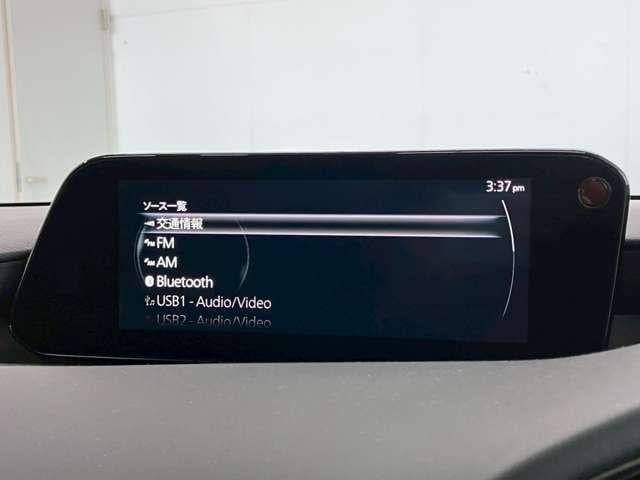 3:37 pm
ソース一覧
交通情報
FM
AM
Bluetooth
USB1 - Audio/Video
USB2 - Audio/Video